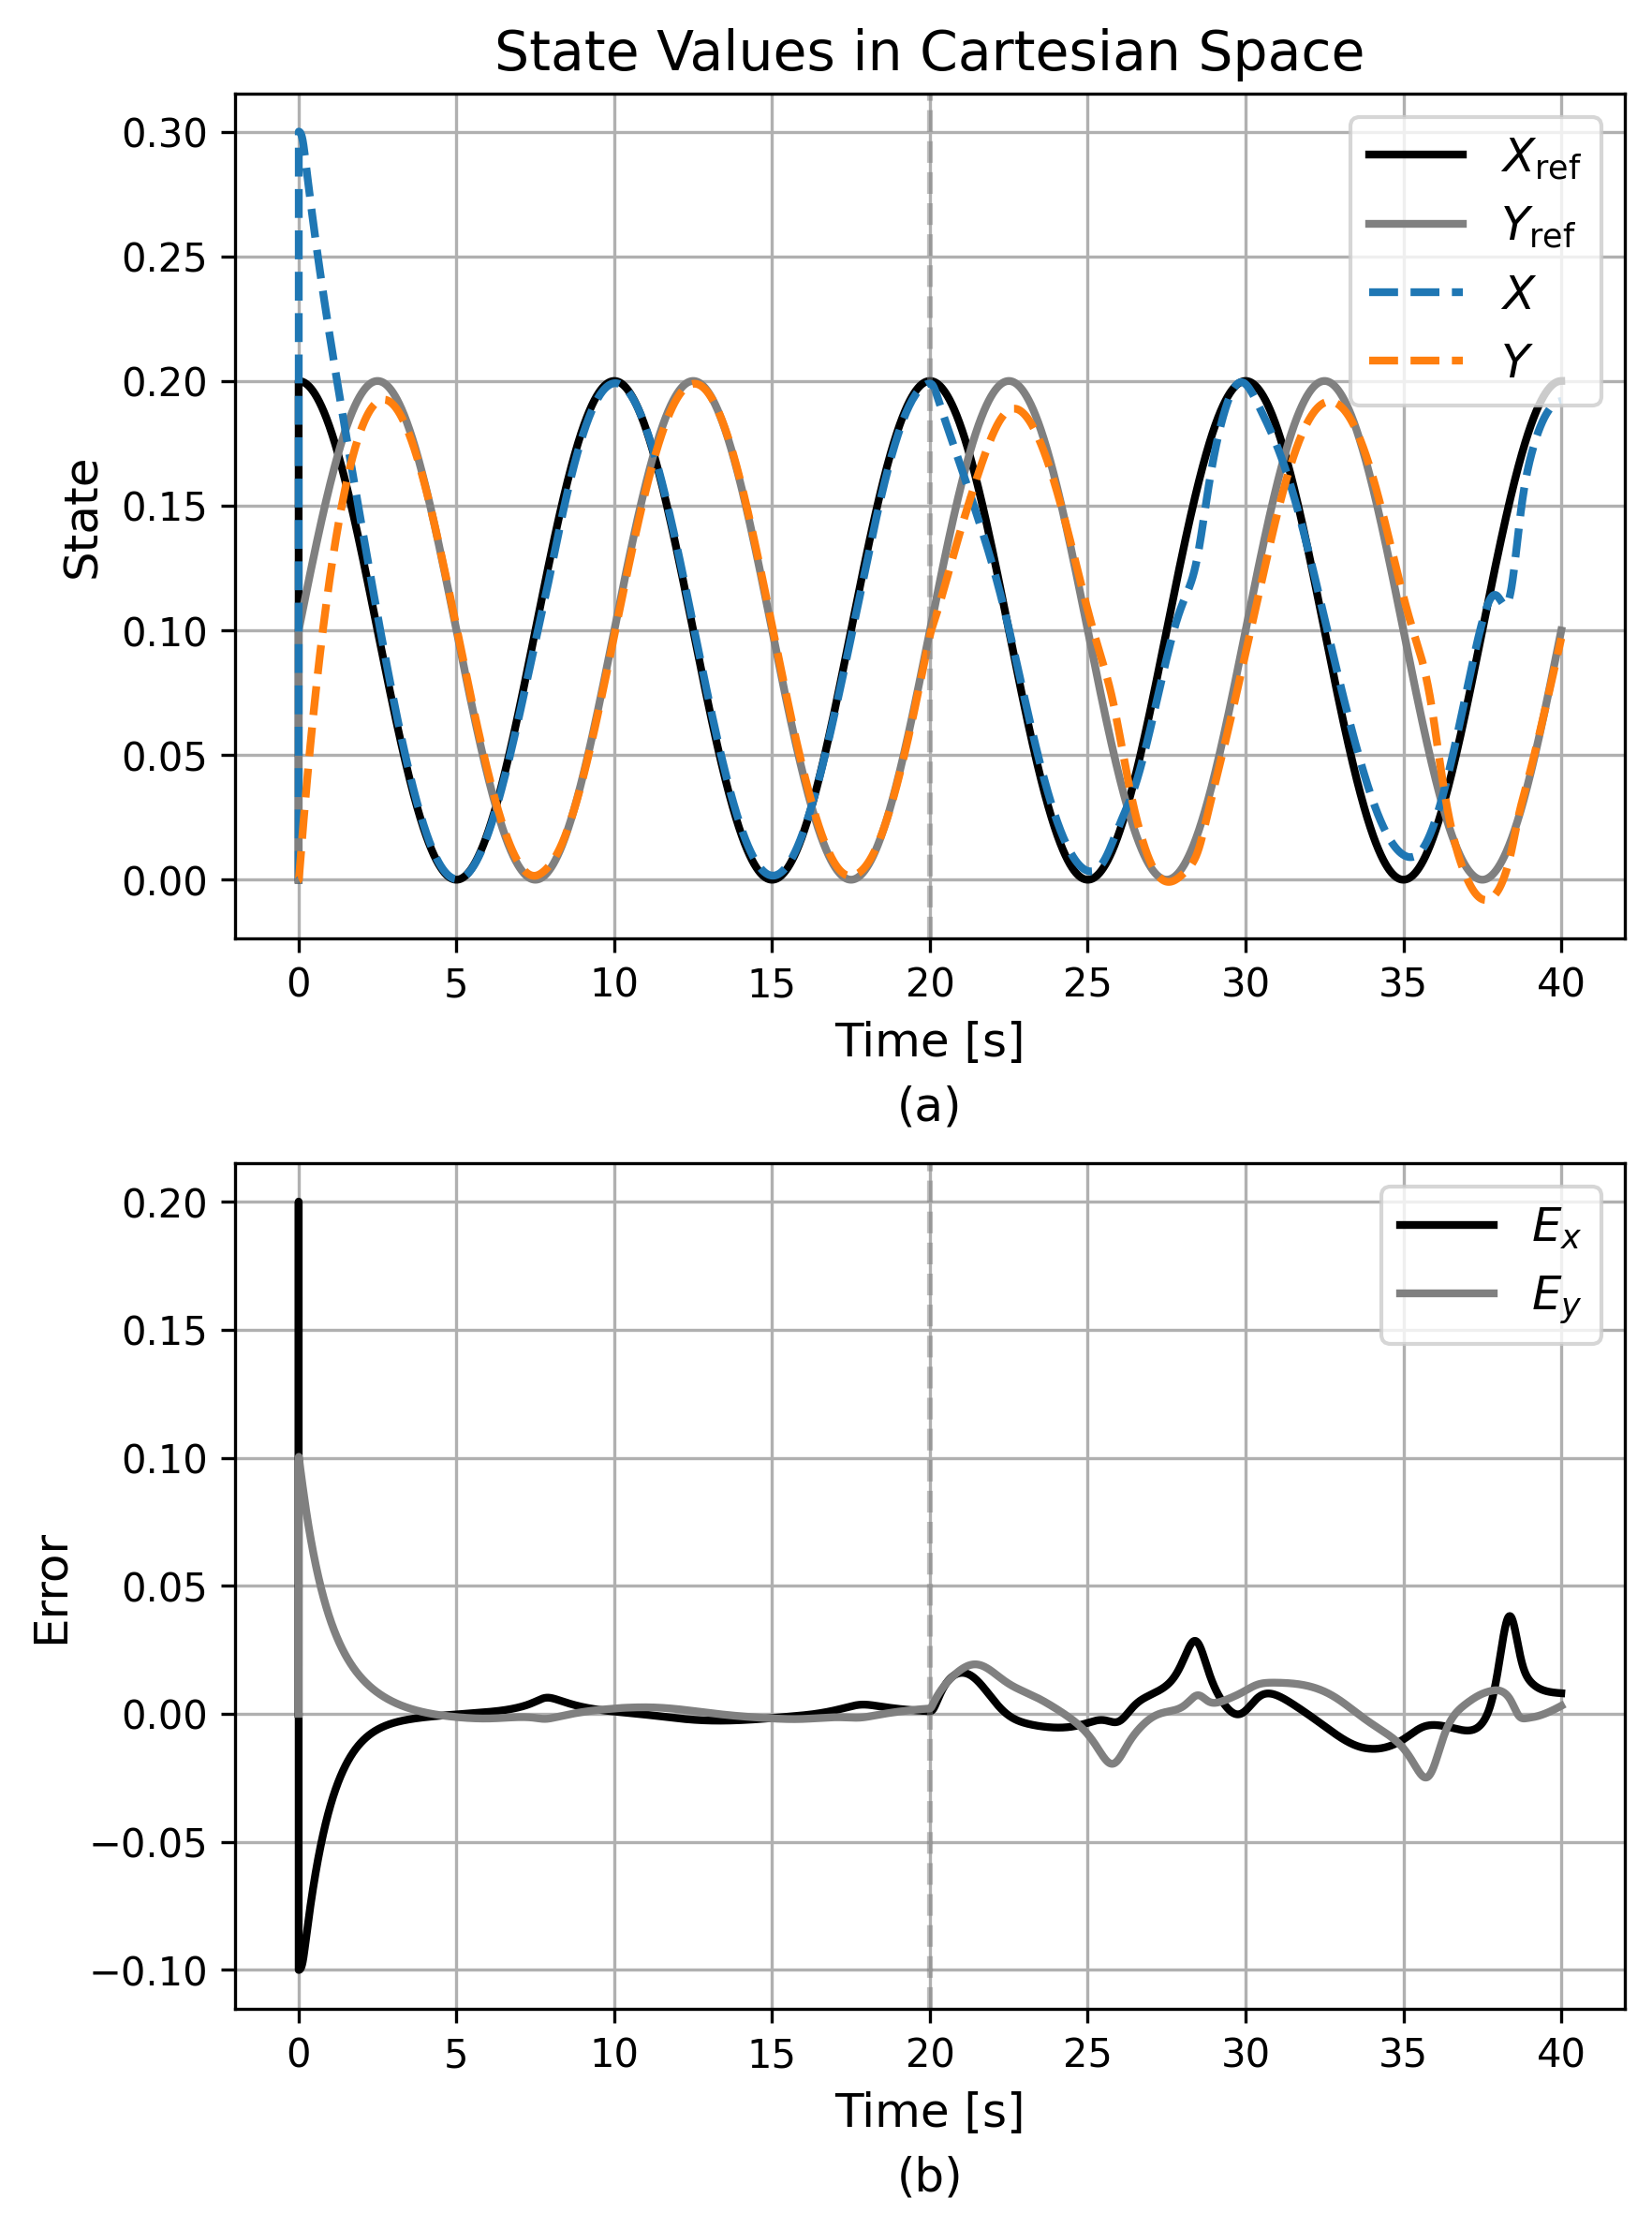 State Values in Cartesian Space
0.30
0.25
0.20
0.15
0.10
0.05
0.00
State
X_ref
Y_ref
X
Y
0 5 10 15 20 25 30 35 40
Time [s]
(a)
0.20
0.15
0.10
0.05
0.00
−0.05
−0.10
Error
E_x
E_y
0 5 10 15 20 25 30 35 40
Time [s]
(b)